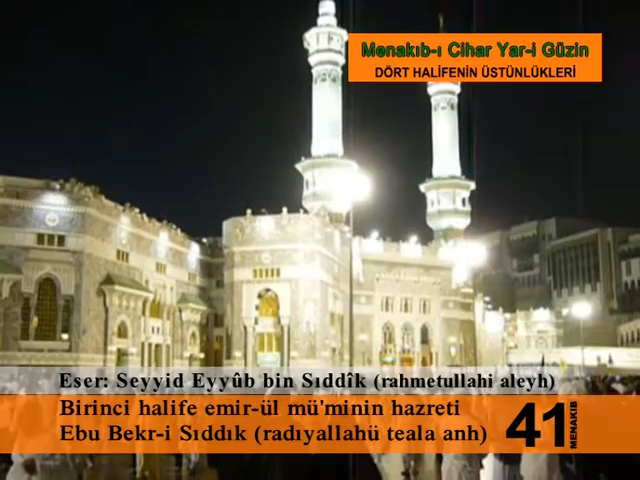 Menakıb-ı Cihar Yar-i Güzin
DÖRT HALİFENİN ÜSTÜNLÜKLERİ
Eser: Seyyid Eyyûb bin Sıddîk (rahmetullahi aleyh)
Birinci halife emir-ül mü'minin hazreti
Ebu Bekr-i Sıddık (radıyallahü teala anh)
41
MENAKIB